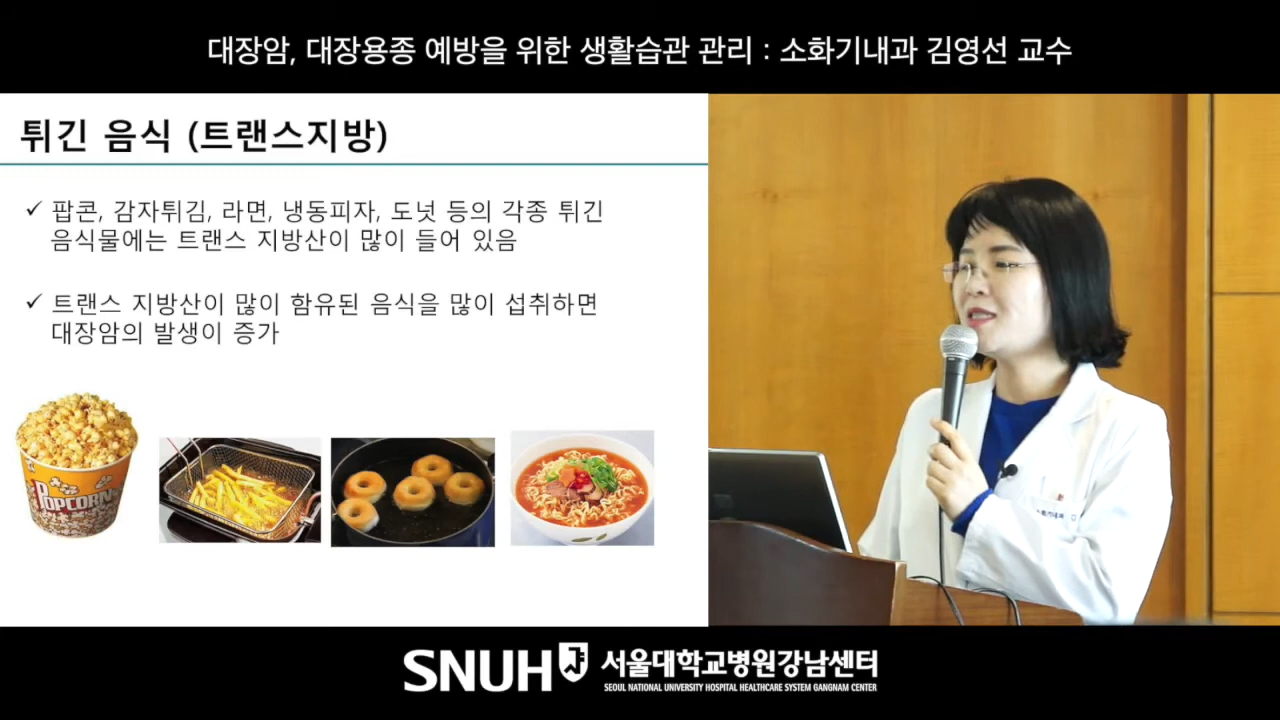 대장암, 대장용종 예방을 위한 생활습관 관리 : 소화기내과 김영선 교수
튀긴 음식 (트랜스지방)
✓ 팝콘, 감자튀김, 라면, 냉동피자, 도넛 등의 각종 튀긴
음식물에는 트랜스 지방산이 많이 들어 있음
✓ 트랜스 지방산이 많이 함유된 음식을 많이 섭취하면
대장암의 발생이 증가
POPCORN
SNUH 서울대학교병원강남센터
SEOUL NATIONAL UNIVERSITY HOSPITAL HEALTHCARE SYSTEM GANGNAM CENTER